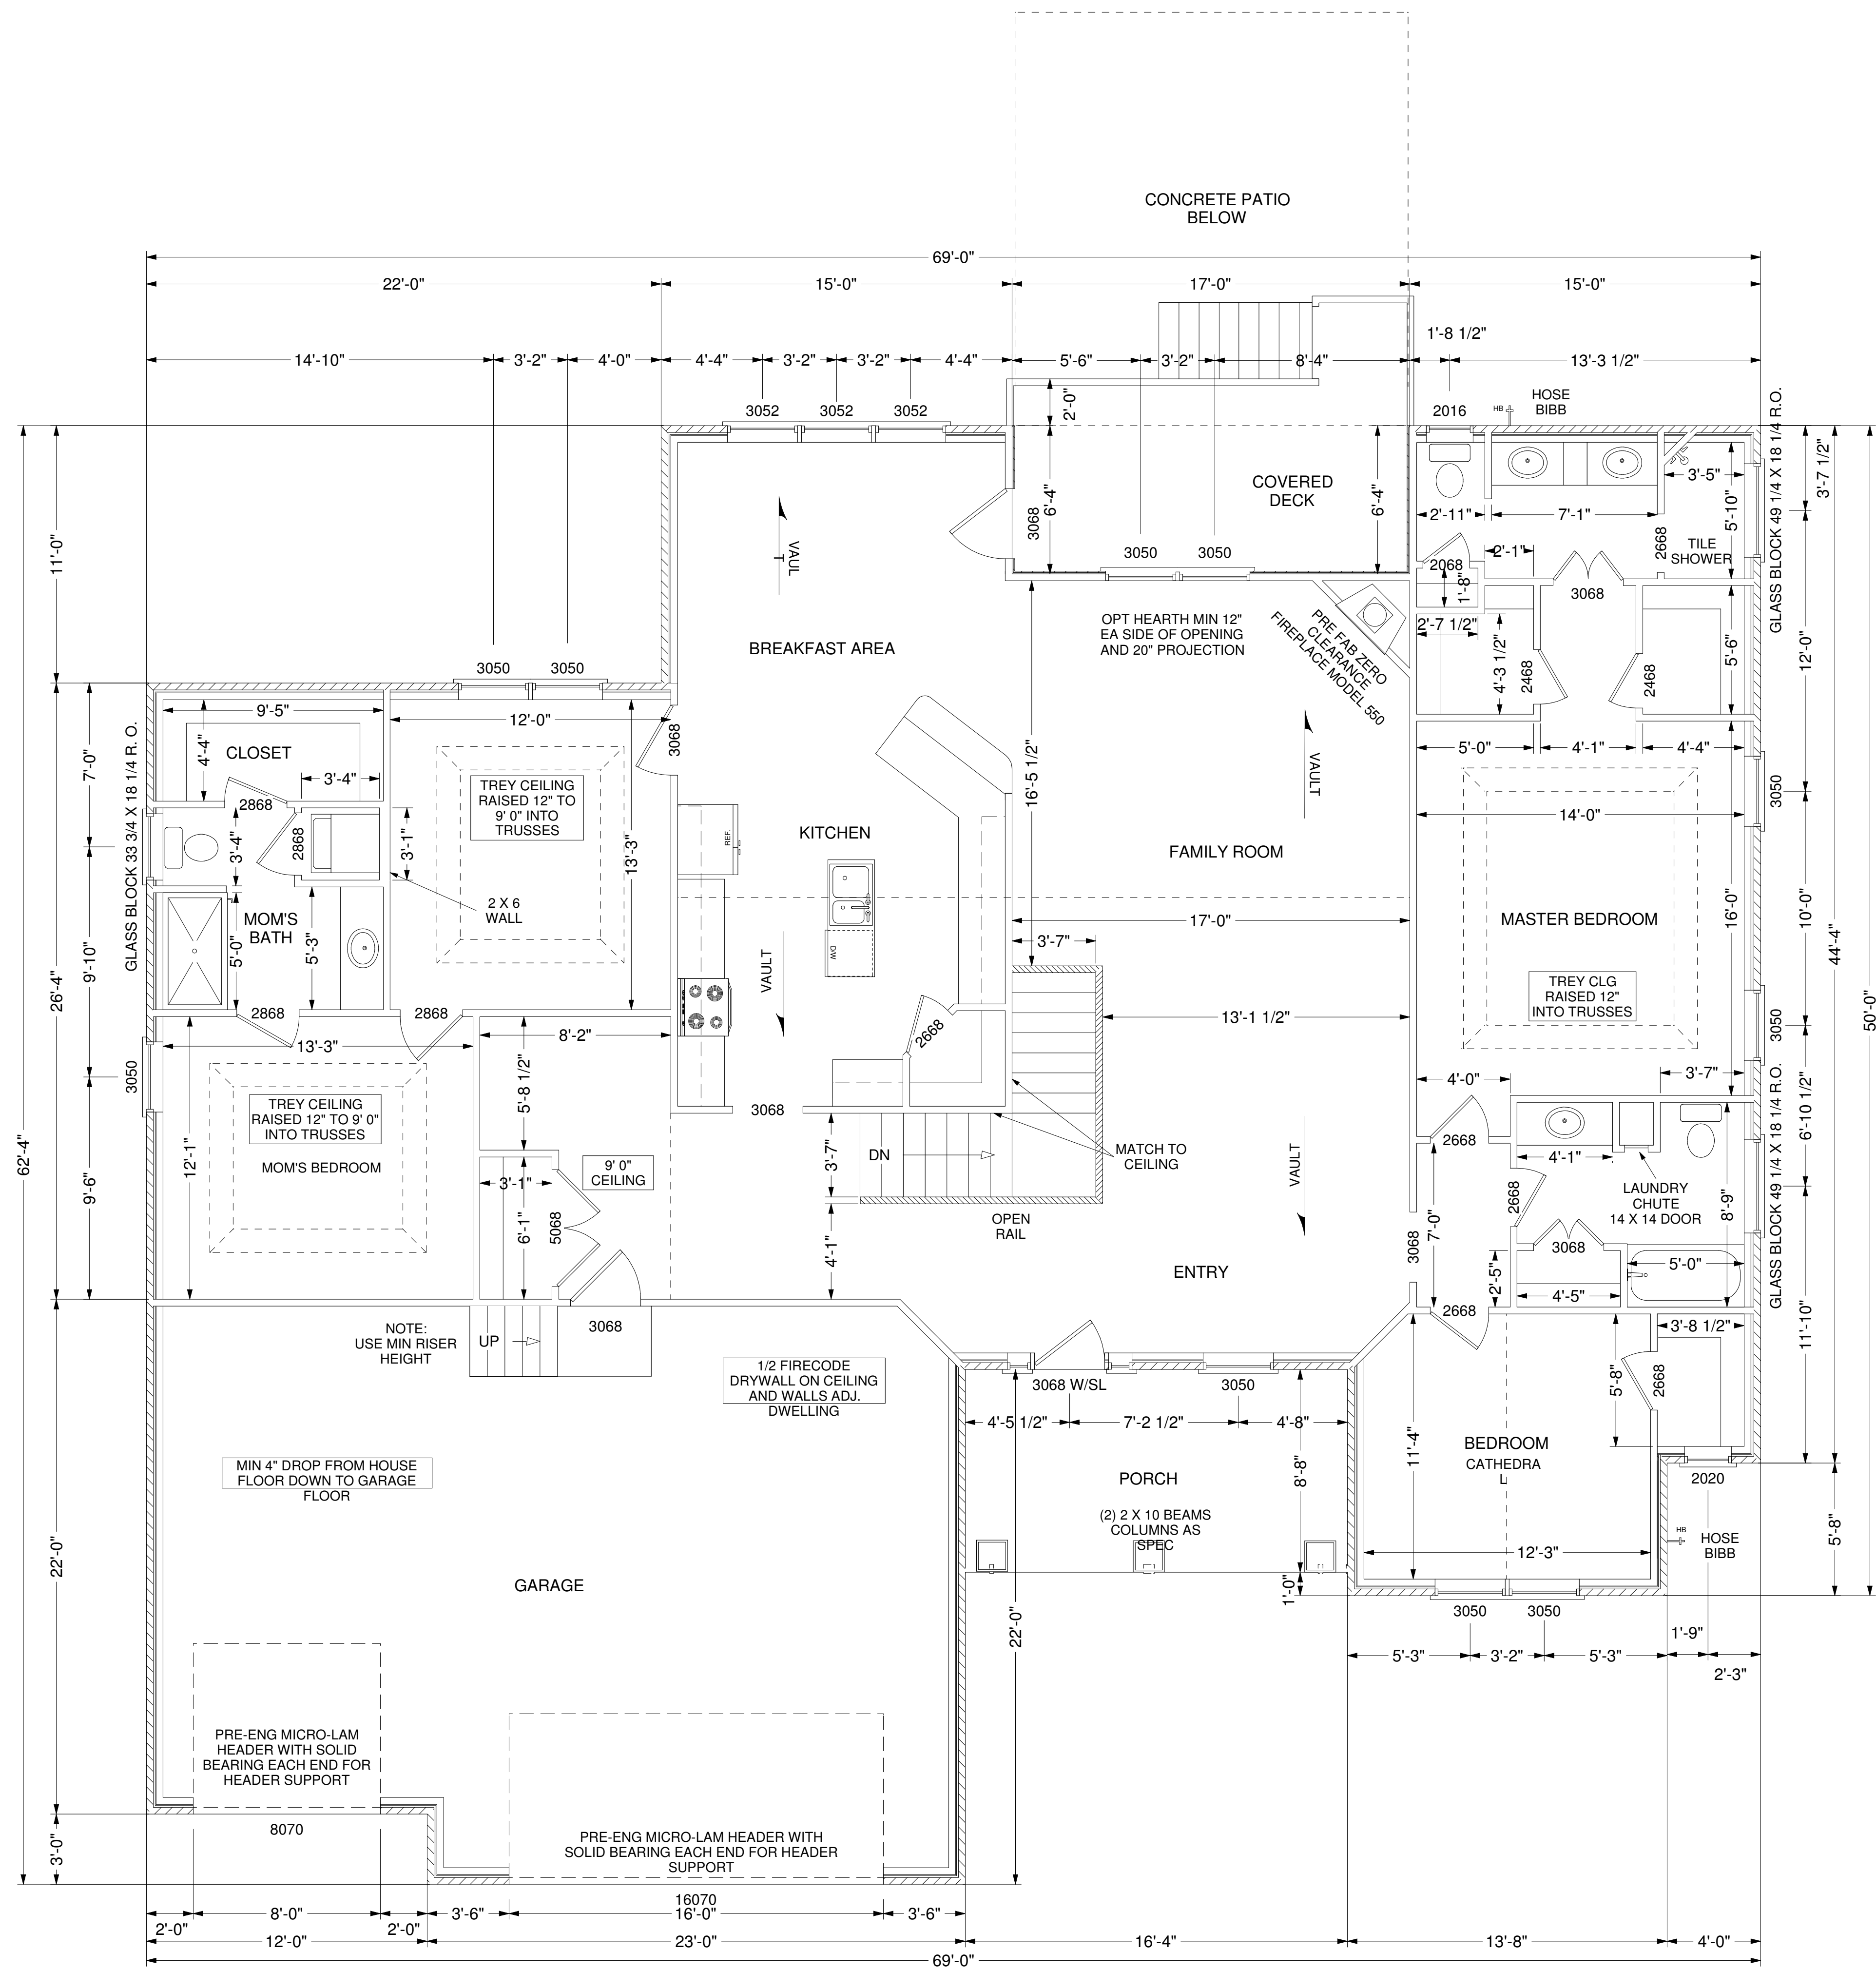 CONCRETE PATIO
BELOW
69'-0"
22'-0"
15'-0"
17'-0"
15'-0"
1'-8 1/2"
14'-10"
3'-2"
4'-0"
4'-4"
3'-2"
3'-2"
4'-4"
5'-6"
3'-2"
8'-4"
13'-3 1/2"
3052
3052
3052
2'-0"
2016
HB
HOSE
BIBB
GLASS BLOCK 49 1/4 X 18 1/4 R.O.
3'-7 1/2"
11'-0"
VAUL
T
3068
6'-4"
COVERED
DECK
6'-4"
3050
3050
2'-11"
7'-1"
3'-5"
5'-10"
2668
TILE
SHOWER
2'-1"
2068
1'-8"
3068
12'-0"
BREAKFAST AREA
OPT HEARTH MIN 12"
EA SIDE OF OPENING
AND 20" PROJECTION
PRE FAB ZERO
CLEARANCE
FIREPLACE MODEL 550
2'-7 1/2"
4'-3 1/2"
2468
2468
5'-6"
3050
3050
9'-5"
12'-0"
4'-4"
CLOSET
3'-4"
3068
7'-0"
GLASS BLOCK 33 3/4 X 18 1/4 R. O.
2868
TREY CEILING
RAISED 12" TO
9' 0" INTO
TRUSSES
16'-5 1/2"
VAULT
5'-0"
4'-1"
4'-4"
3050
14'-0"
3'-4"
2868
3'-1"
13'-3"
REF.
KITCHEN
FAMILY ROOM
2 X 6
WALL
MOM'S
BATH
5'-0"
5'-3"
9'-10"
26'-4"
DW
VAULT
17'-0"
3'-7"
MASTER BEDROOM
16'-0"
10'-0"
44'-4"
50'-0"
TREY CLG
RAISED 12"
INTO TRUSSES
2868
2868
13'-3"
8'-2"
2668
13'-1 1/2"
3050
3050
TREY CEILING
RAISED 12" TO 9' 0"
INTO TRUSSES
MOM'S BEDROOM
12'-1"
5'-8 1/2"
3068
4'-0"
3'-7"
2668
GLASS BLOCK 49 1/4 X 18 1/4 R.O.
6'-10 1/2"
62'-4"
9'-6"
3'-1"
6'-1"
5068
9' 0"
CEILING
3'-7"
DN
MATCH TO
CEILING
VAULT
4'-1"
2668
LAUNDRY
CHUTE
14 X 14 DOOR
8'-9"
OPEN
RAIL
4'-1"
3068
7'-0"
3068
2'-5"
5'-0"
4'-5"
ENTRY
2668
NOTE:
USE MIN RISER
HEIGHT
UP
3068
1/2 FIRECODE
DRYWALL ON CEILING
AND WALLS ADJ.
DWELLING
3068 W/SL
3050
4'-5 1/2"
7'-2 1/2"
4'-8"
3'-8 1/2"
5'-8"
2668
11'-10"
MIN 4" DROP FROM HOUSE
FLOOR DOWN TO GARAGE
FLOOR
PORCH
8'-8"
11'-4"
BEDROOM
CATHEDRA
L
2020
(2) 2 X 10 BEAMS
COLUMNS AS
SPEC
12'-3"
HB
HOSE
BIBB
5'-8"
22'-0"
GARAGE
1'-0"
22'-0"
3050
3050
1'-9"
5'-3"
3'-2"
5'-3"
2'-3"
PRE-ENG MICRO-LAM
HEADER WITH SOLID
BEARING EACH END FOR
HEADER SUPPORT
8070
3'-0"
PRE-ENG MICRO-LAM HEADER WITH
SOLID BEARING EACH END FOR HEADER
SUPPORT
16070
2'-0"
8'-0"
2'-0"
3'-6"
16'-0"
3'-6"
12'-0"
23'-0"
16'-4"
13'-8"
4'-0"
69'-0"